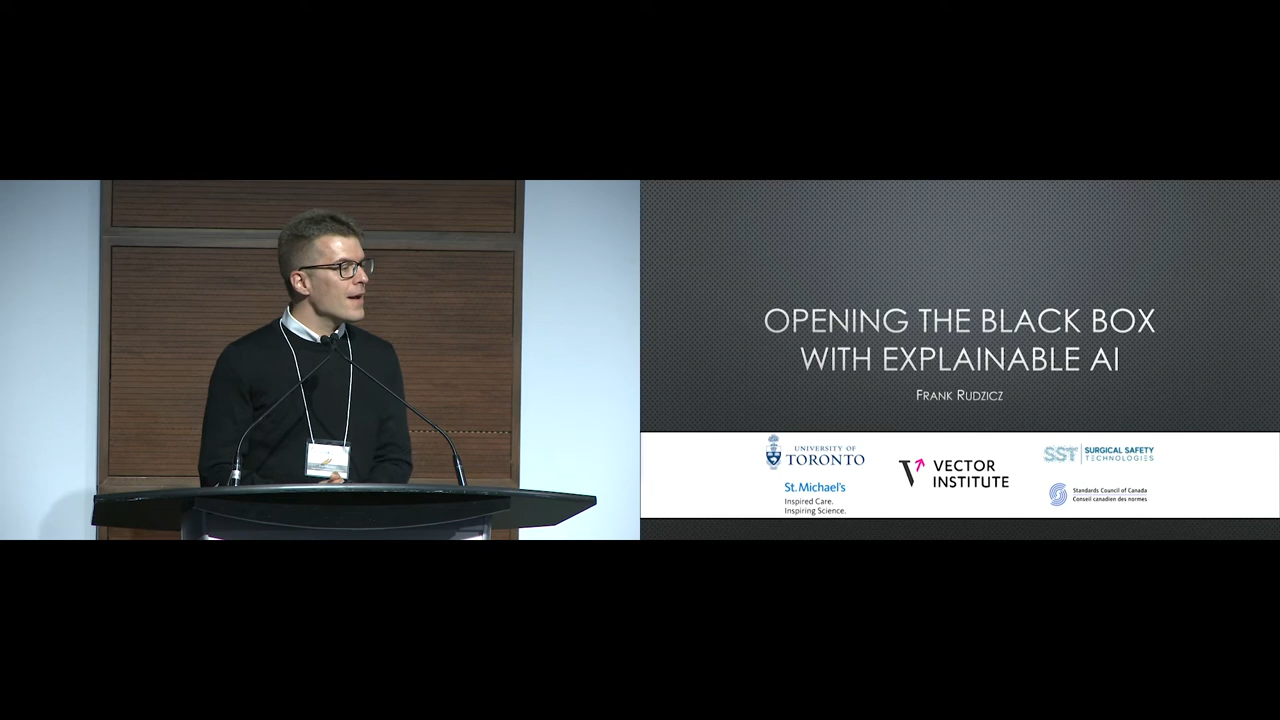 OPENING THE BLACK BOX
WITH EXPLAINABLE AI
FRANK RUDZICZ
UNIVERSITY OF
TORONTO
St. Michael's
Inspired Care.
Inspiring Science.
VECTOR
INSTITUTE
SST
SURGICAL SAFETY
TECHNOLOGIES
Standards Council of Canada
Conseil canadien des normes